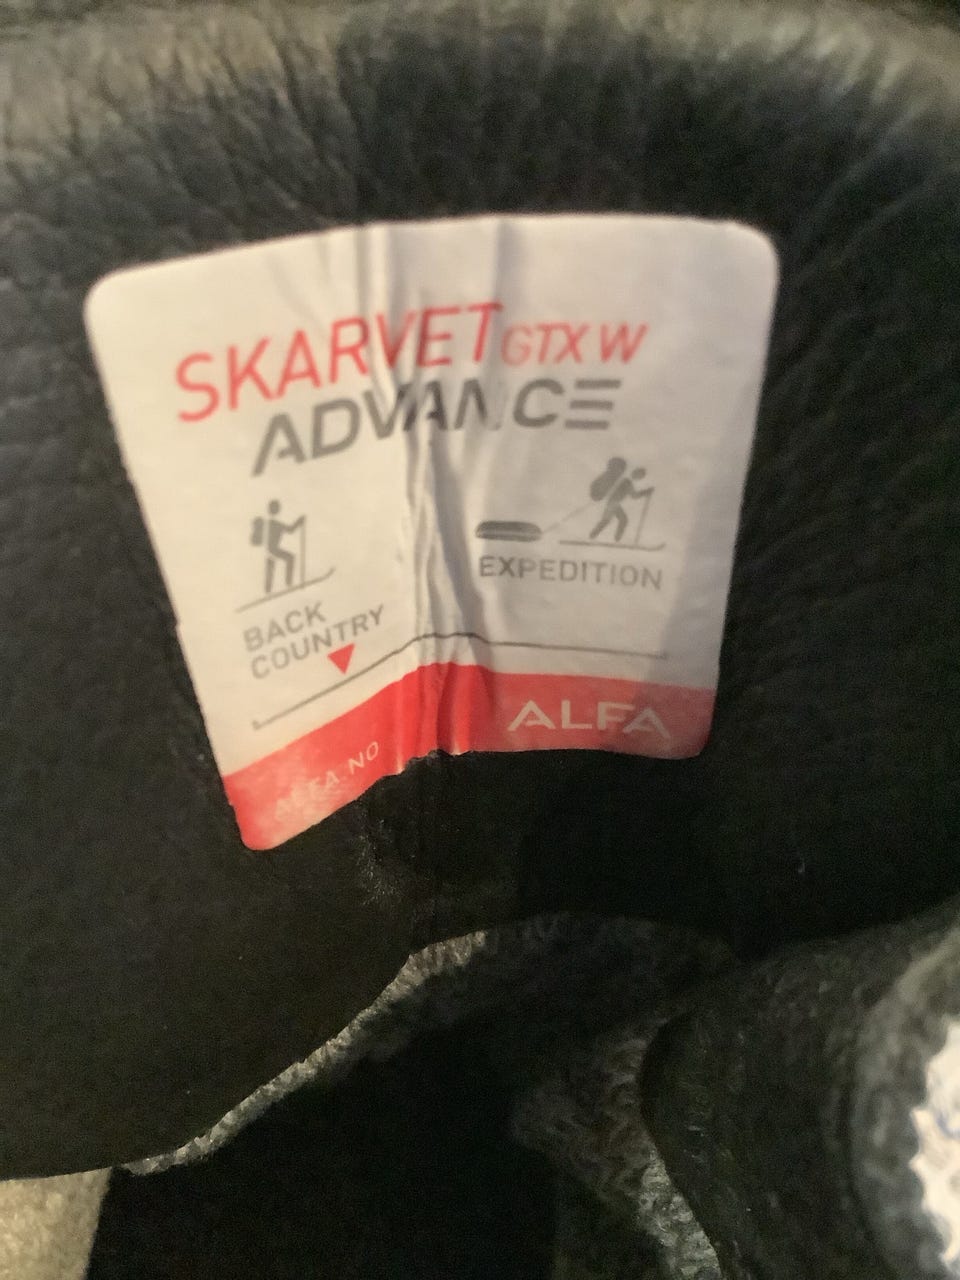 SKARVET GTX W
ADVANCE
BACK
COUNTRY
EXPEDITION
ALFA.NO
ALFA